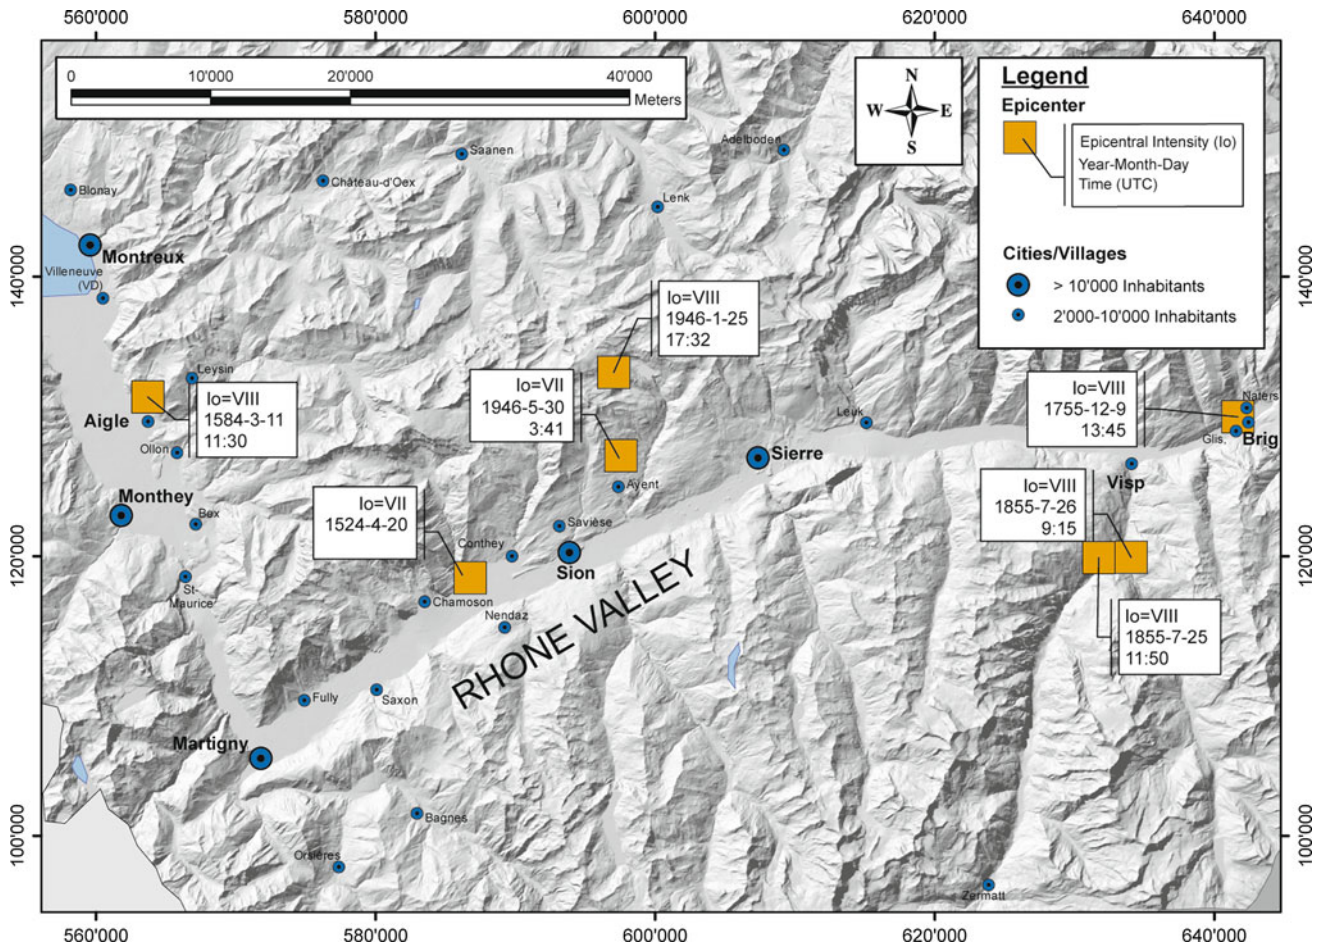 560'000 580'000 600'000 620'000 640'000
0 10'000 20'000 40'000
Meters
N
W E
S
Legend
Epicenter
Epicentral Intensity (Io)
Year-Month-Day
Time (UTC)
Cities/Villages
> 10'000 Inhabitants
2'000-10'000 Inhabitants
Adelboden
Saanen
Château-d'Oex
Blonay
Lenk
Montreux
Villeneuve
(VD)
140'000
140'000
Io=VIII
1946-1-25
17:32
Leysin
Io=VIII
1584-3-11
11:30
Aigle
Ollon
Io=VII
1946-5-30
3:41
Io=VIII
1755-12-9
13:45
Naters
Glis.
Brig
Leuk
Sierre
Visp
Ayent
Monthey
Bex
Io=VII
1524-4-20
Savièse
Conthey
Sion
Io=VIII
1855-7-26
9:15
120'000
120'000
St-
Maurice
Chamoson
Nendaz
RHONE VALLEY
Io=VIII
1855-7-25
11:50
Fully
Saxon
Martigny
Bagnes
Orsières
Zermatt
100'000
100'000
560'000 580'000 600'000 620'000 640'000